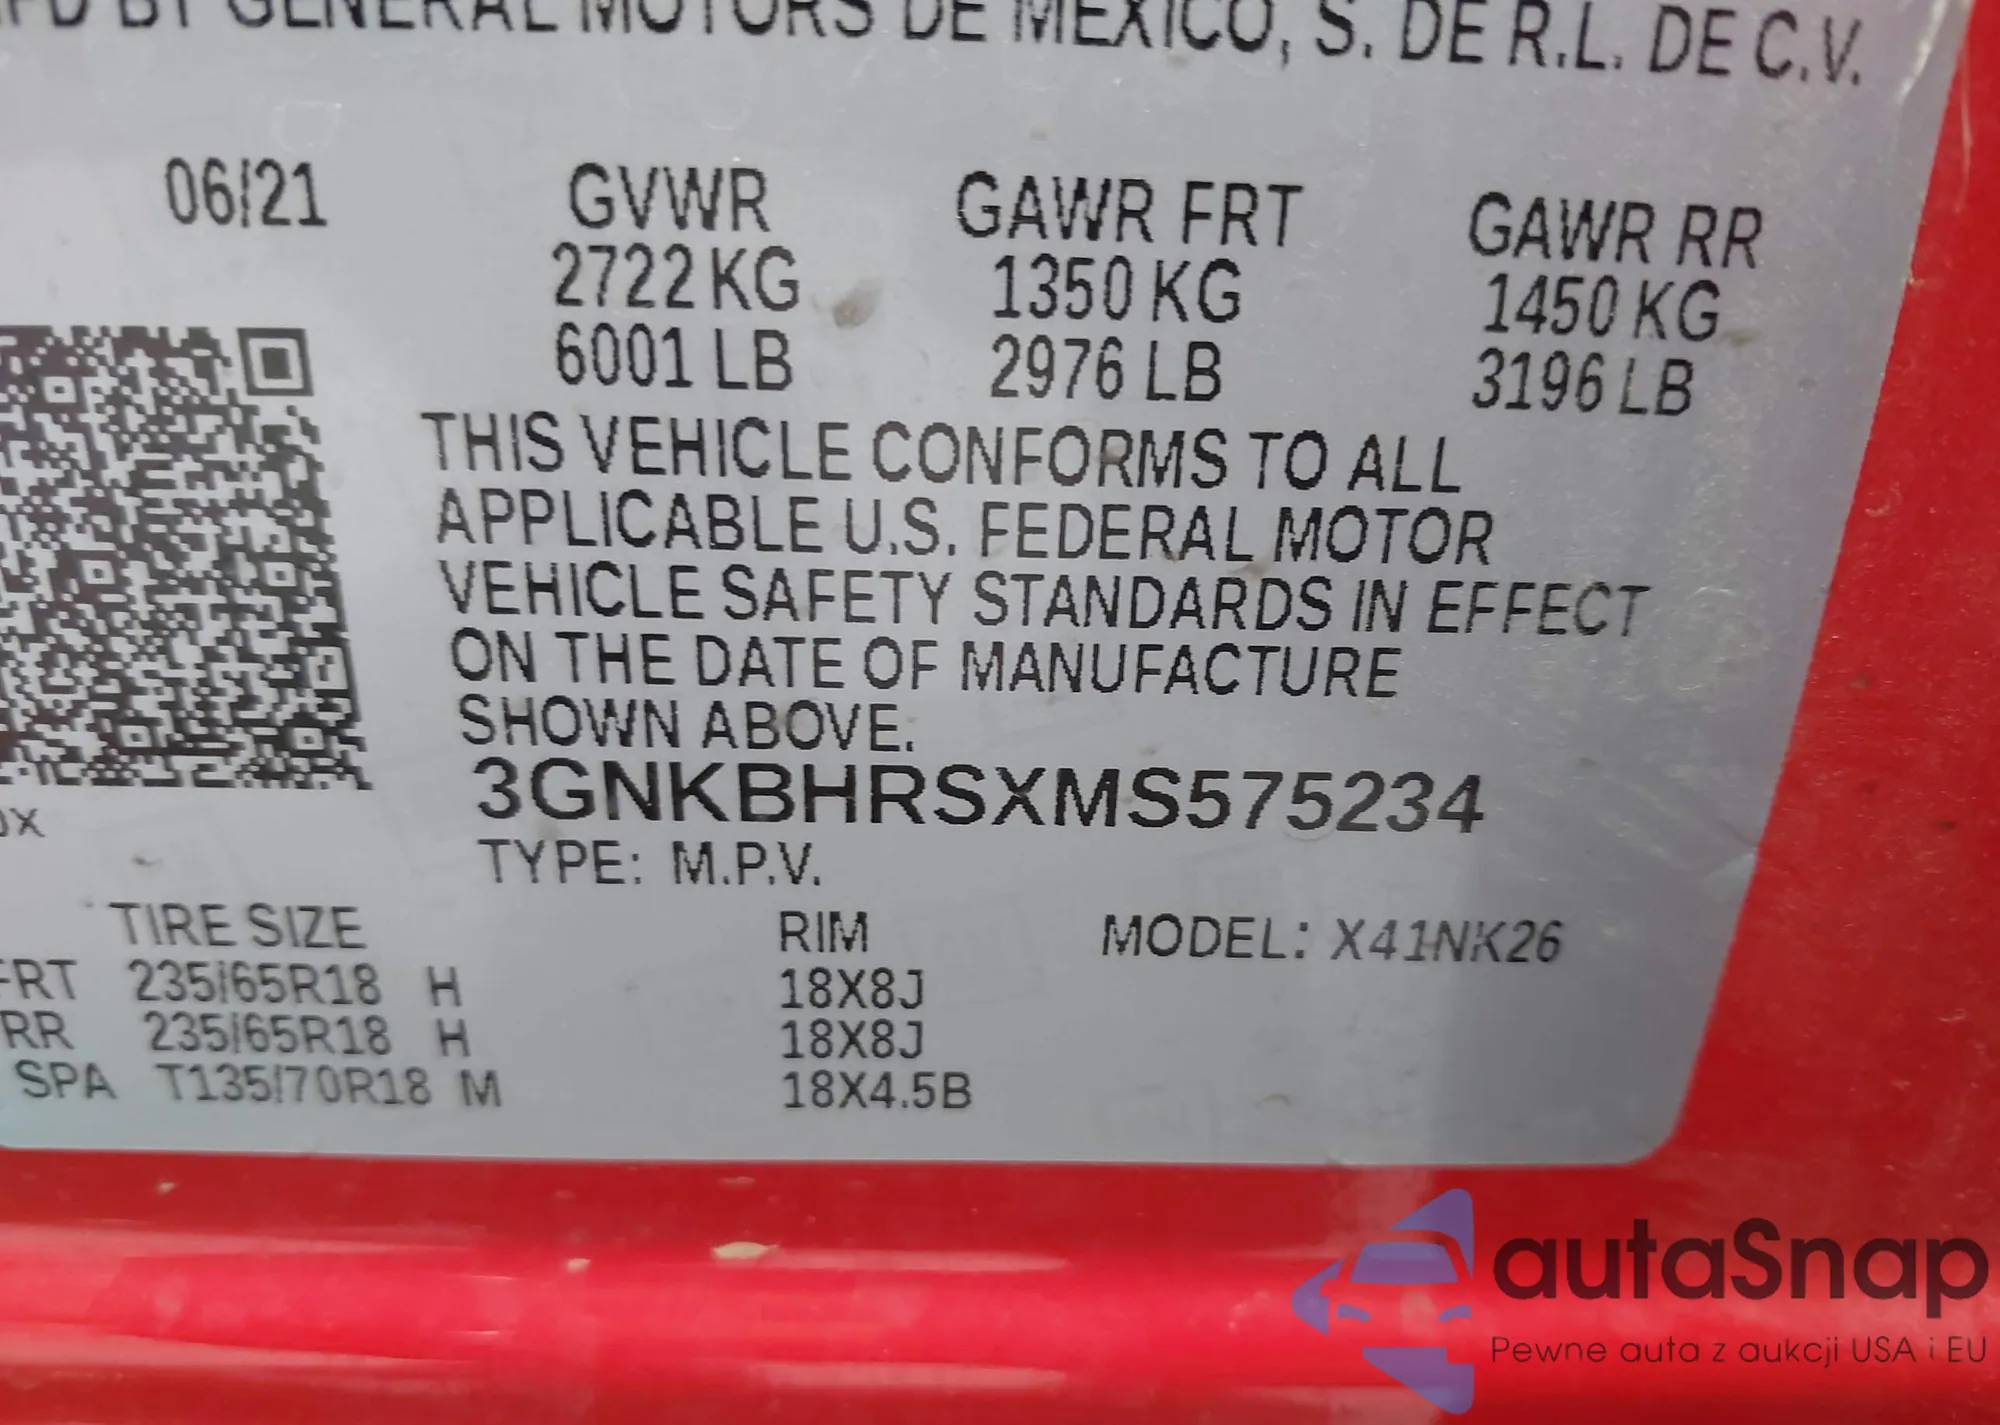 MFD BY GENERAL MOTORS DE MEXICO, S. DE R.L. DE C.V.
06/21 GVWR GAWR FRT GAWR RR
2722 KG 1350 KG 1450 KG
6001 LB 2976 LB 3196 LB
THIS VEHICLE CONFORMS TO ALL
APPLICABLE U.S. FEDERAL MOTOR
VEHICLE SAFETY STANDARDS IN EFFECT
ON THE DATE OF MANUFACTURE
SHOWN ABOVE.
3GNKBHRSXMS575234
TYPE: M.P.V.
TIRE SIZE RIM MODEL: X41NK26
FRT 235/65R18 H 18X8J
RR 235/65R18 H 18X8J
SPA T135/70R18 M 18X4.5B
autaSnap
Pewne auta z aukcji USA i EU